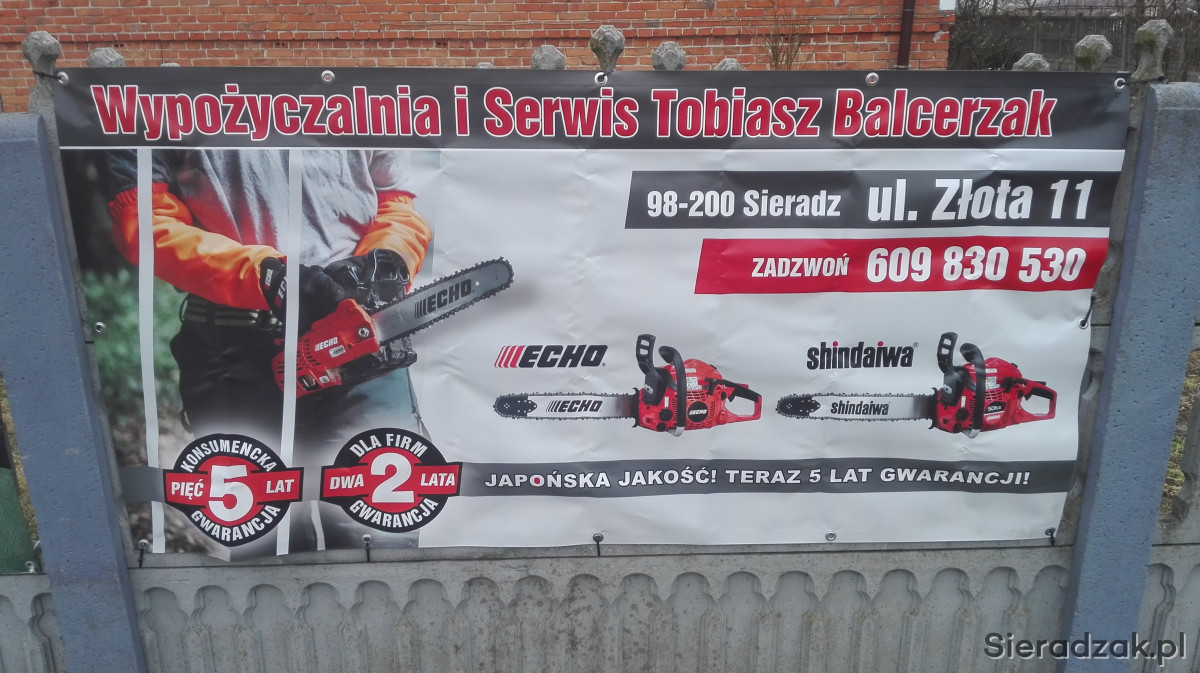 Wypożyczalnia i Serwis Tobiasz Balcerzak
98-200 Sieradz ul. Złota 11
ZADZWOŃ 609 830 530
ECHO
ECHO
ECHO
shindaiwa
ECHO
ECHO
shindaiwa
KONSUMENCKA
PIĘĆ 5 LAT
GWARANCJA
DLA FIRM
DWA 2 LATA
GWARANCJA
JAPOŃSKA JAKOŚĆ! TERAZ 5 LAT GWARANCJI!
Sieradzak.pl